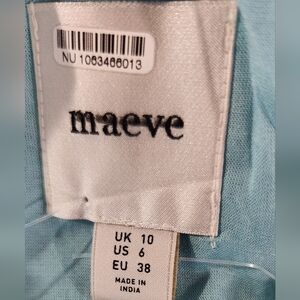 NU 1063466013
maeve
UK 10
US 6
EU 38
MADE IN
INDIA